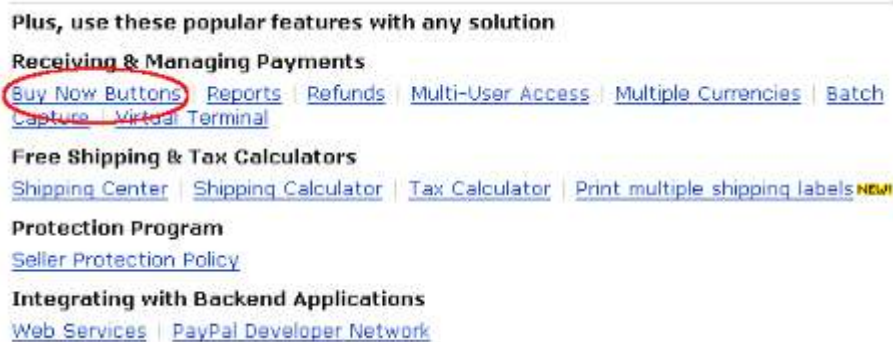 Plus, use these popular features with any solution
Receiving & Managing Payments
Buy Now Buttons | Reports | Refunds | Multi-User Access | Multiple Currencies | Batch
Capture | Virtual Terminal
Free Shipping & Tax Calculators
Shipping Center | Shipping Calculator | Tax Calculator | Print multiple shipping labels NEW!!
Protection Program
Seller Protection Policy
Integrating with Backend Applications
Web Services | PayPal Developer Network